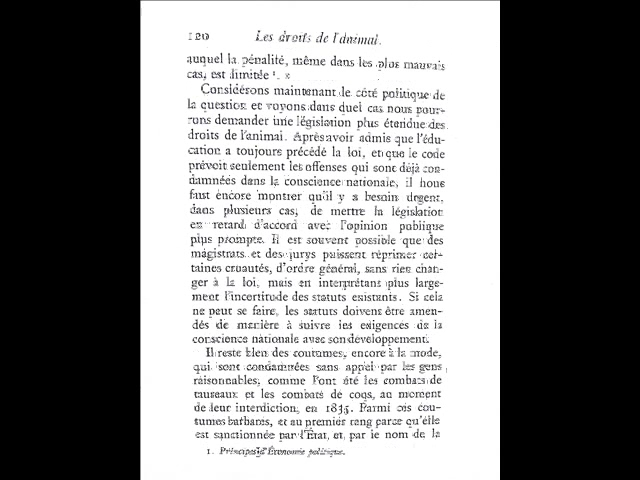 120 Les droits de l'animal.
auquel la pénalité, même dans les plus mauvais
cas, est limitée 1.
Considérons maintenant le côté politique de
la question et voyons dans quel cas nous pour-
rons demander une législation plus étendue des
droits de l'animal. Après avoir admis que l'édu-
cation a toujours précédé la loi, et que le code
prévoit seulement les offenses qui sont déjà con-
damnées dans la conscience nationale, il nous
faut encore montrer qu'il y a besoin urgent,
dans plusieurs cas, de mettre la législation
en retard d'accord avec l'opinion publique
plus prompte. Il est souvent possible que des
magistrats et des jurys puissent réprimer cer-
taines cruautés, d'ordre général, sans rien chan-
ger à la loi, mais en interprétant plus large-
ment l'incertitude des statuts existants. Si cela
ne peut se faire, les statuts doivent être amen-
dés de manière à suivre les exigences de la
conscience nationale avec son développement.
Il reste bien des coutumes, encore à la mode,
qui sont condamnées sans appel par les gens
raisonnables, comme l'ont été les combats de
taureaux et les combats de coqs, au moment
de leur interdiction, en 1835. Parmi ces cou-
tumes barbares, et au premier rang parce qu'elle
est sanctionnée par l'État, et, par le nom de la
1. Principes d'Économie politique.